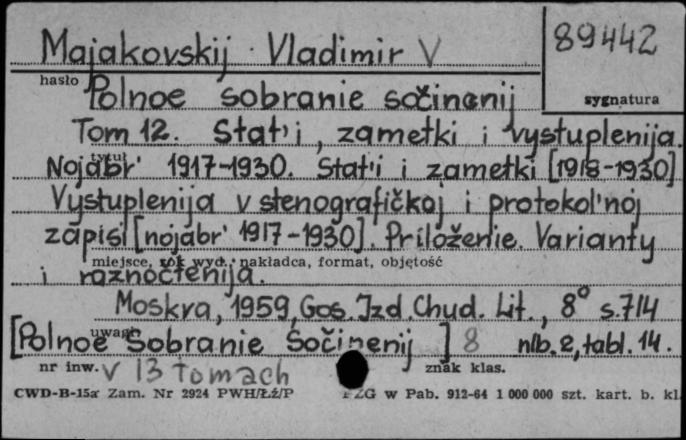 Majakovskij Vladimir V
89442
hasło
sygnatura
Polnoe sobranie sočinenij
Tom 12. Stat'i, zametki i vystuplenija.
tytuł
Nojabr' 1917-1930. Stat'i i zametki [1918-1930]
Vystuplenija v stenografičkoj i protokol'noj
zapisi [nojabr' 1917-1930]. Priloženie. Varianty
miejsce, rok wyd., nakładca, format, objętość
i raznočtenija.
Moskva, 1959, Gos. Izd. Chud. Lit., 8° s. 714
uwagi
[Polnoe Sobranie Sočinenij ] 8 nlb. 2, tabl. 14.
nr inw. v 13 tomach znak klas.
CWD-B-15a Zam. Nr 2924 PWH/Łź/P PZG w Pab. 912-64 1 000 000 szt. kart. b. kl.